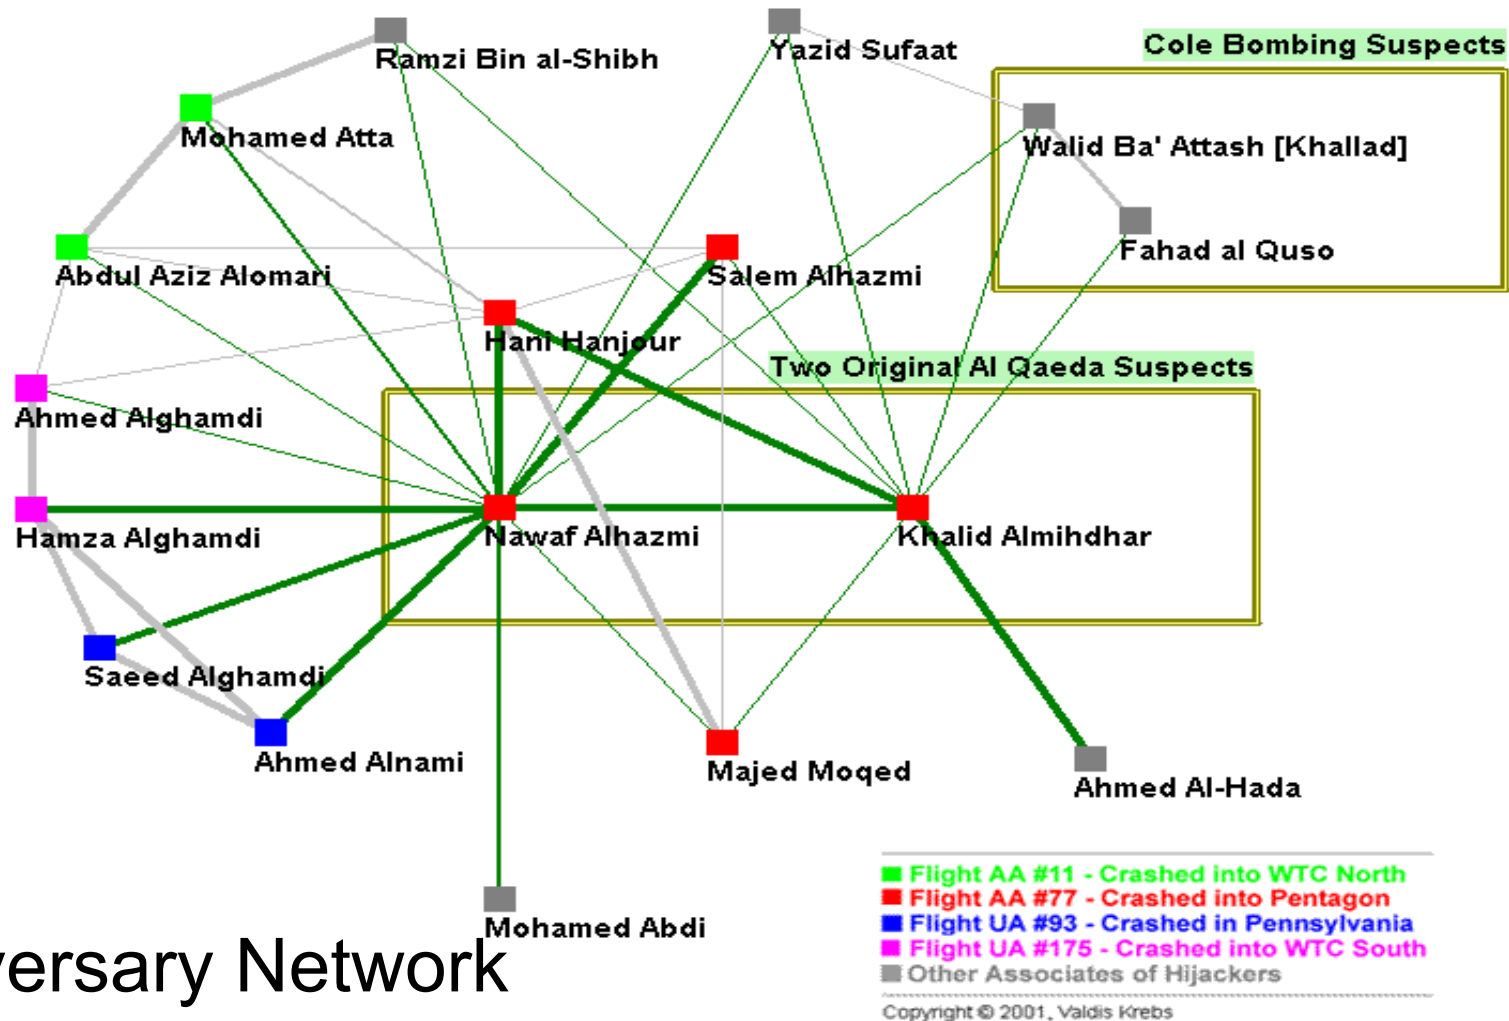 Ramzi Bin al-Shibh
Yazid Sufaat
Cole Bombing Suspects
Mohamed Atta
Walid Ba' Attash [Khallad]
Fahad al Quso
Abdul Aziz Alomari
Salem Alhazmi
Hani Hanjour
Two Original Al Qaeda Suspects
Ahmed Alghamdi
Hamza Alghamdi
Nawaf Alhazmi
Khalid Almihdhar
Saeed Alghamdi
Ahmed Alnami
Majed Moqed
Ahmed Al-Hada
Mohamed Abdi
versary Network
Flight AA #11 - Crashed into WTC North
Flight AA #77 - Crashed into Pentagon
Flight UA #93 - Crashed in Pennsylvania
Flight UA #175 - Crashed into WTC South
Other Associates of Hijackers
Copyright © 2001, Valdis Krebs